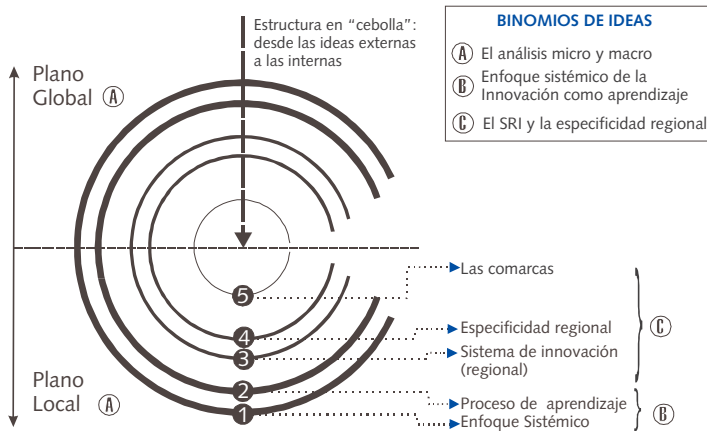 Estructura en “cebolla”:
desde las ideas externas
a las internas
BINOMIOS DE IDEAS
A El análisis micro y macro
B Enfoque sistémico de la
Innovación como aprendizaje
C El SRI y la especificidad regional
Plano
Global A
5 Las comarcas
4 Especificidad regional
3 Sistema de innovación
(regional)
C
Plano
Local A
2 Proceso de aprendizaje
1 Enfoque Sistémico
B